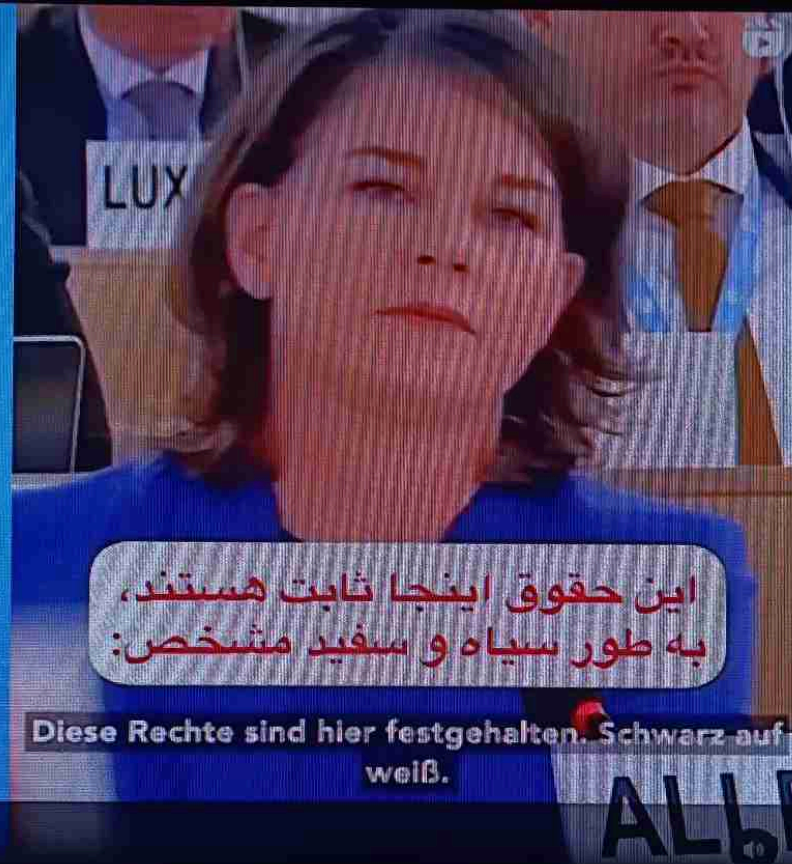 LUX
این حقوق اینجا ثابت هستند،
به طور سیاه و سفید مشخص:
Diese Rechte sind hier festgehalten. Schwarz auf
weiß.